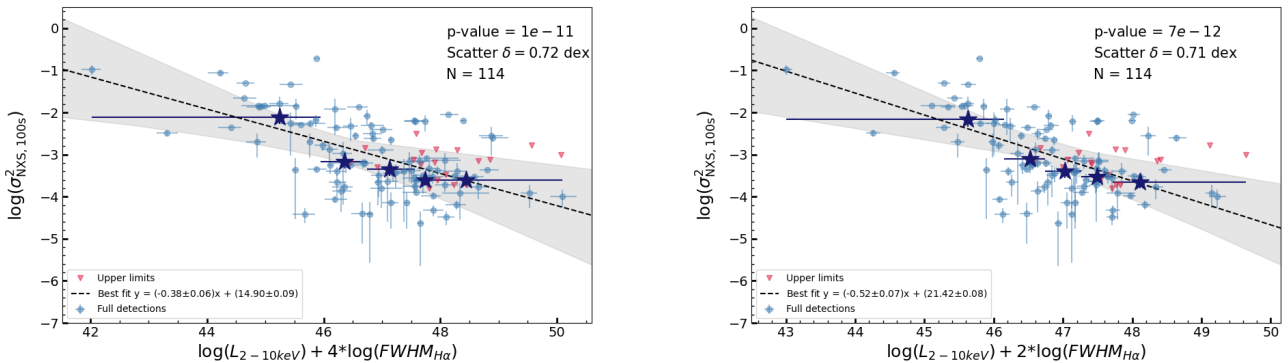 p-value = 1e − 11
Scatter δ = 0.72 dex
N = 114
log(σ²NXS, 100s)
0
−1
−2
−3
−4
−5
−6
−7
Upper limits
Best fit y = (-0.38±0.06)x + (14.90±0.09)
Full detections
42 44 46 48 50
log(L2−10keV) + 4*log(FWHMHα)
p-value = 7e − 12
Scatter δ = 0.71 dex
N = 114
log(σ²NXS, 100s)
0
−1
−2
−3
−4
−5
−6
−7
Upper limits
Best fit y = (-0.52±0.07)x + (21.42±0.08)
Full detections
43 44 45 46 47 48 49 50
log(L2−10keV) + 2*log(FWHMHα)